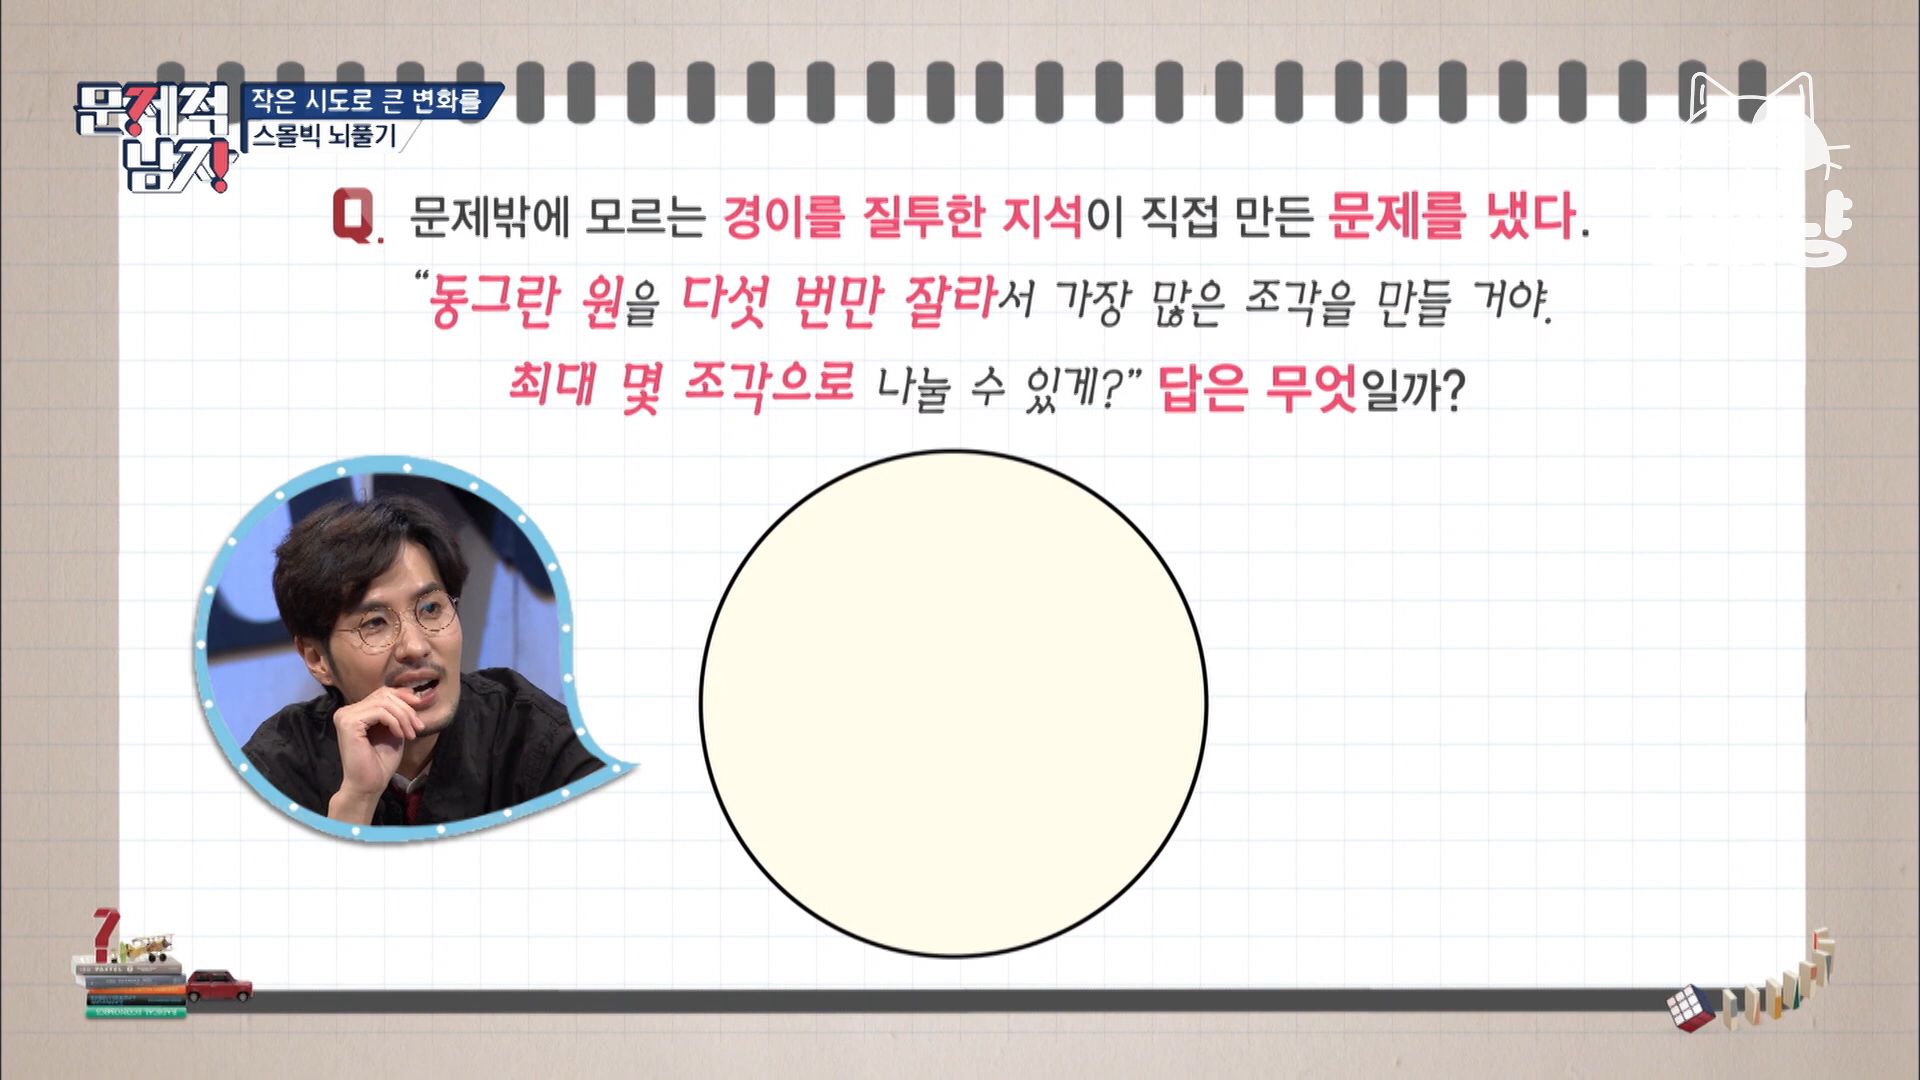 문제적
남자!
작은 시도로 큰 변화를
스몰빅 뇌풀기
Q. 문제밖에 모르는 경이를 질투한 지석이 직접 만든 문제를 냈다.
“동그란 원을 다섯 번만 잘라서 가장 많은 조각을 만들 거야.
최대 몇 조각으로 나눌 수 있게?” 답은 무엇일까?